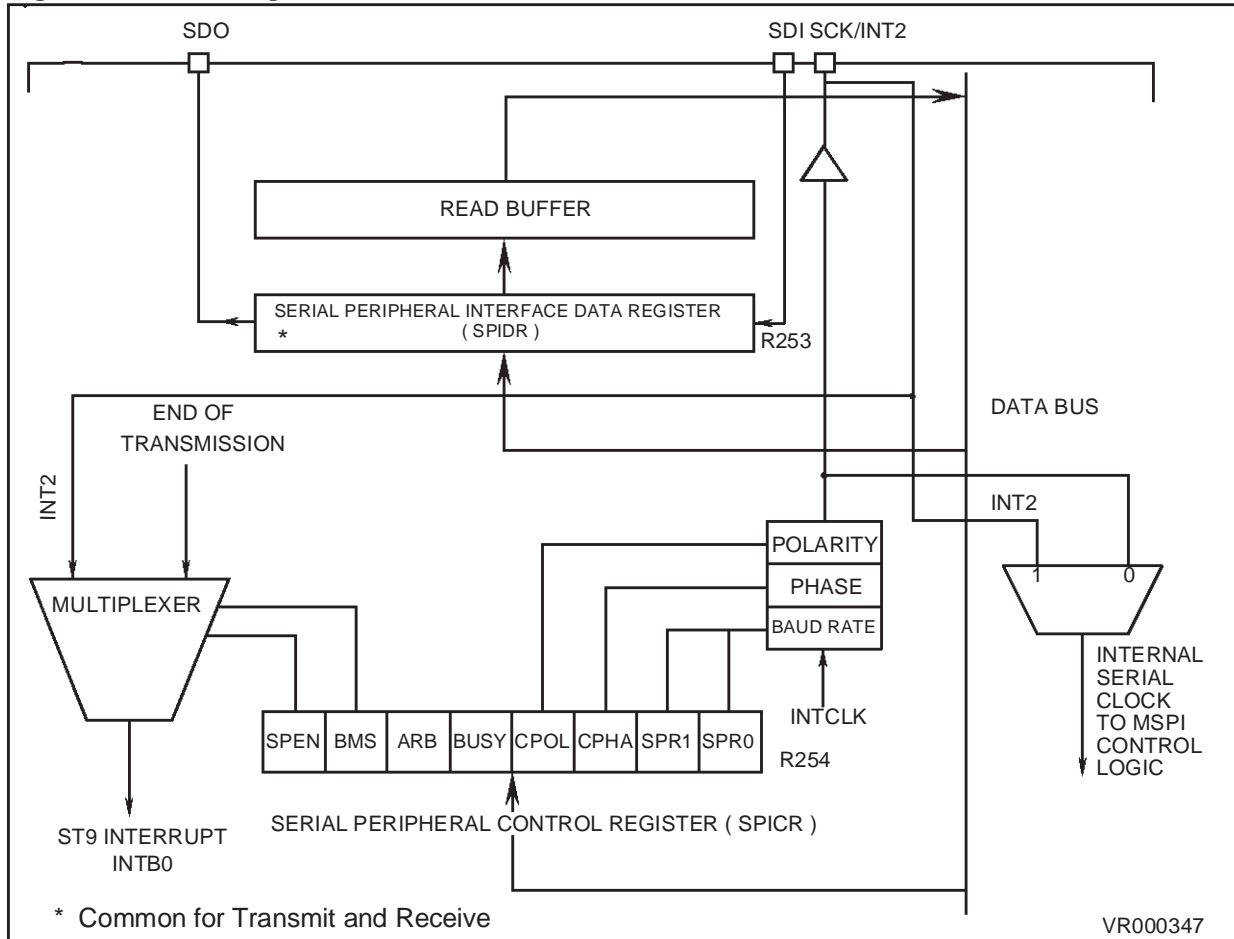 SDO
SDI SCK/INT2
READ BUFFER
SERIAL PERIPHERAL INTERFACE DATA REGISTER
( SPIDR )
*
R253
END OF
TRANSMISSION
DATA BUS
INT2
INT2
POLARITY
1
0
MULTIPLEXER
PHASE
BAUD RATE
INTERNAL
SERIAL
CLOCK
TO MSPI
CONTROL
LOGIC
INTCLK
SPEN BMS ARB BUSY CPOL CPHA SPR1 SPR0
R254
SERIAL PERIPHERAL CONTROL REGISTER ( SPICR )
ST9 INTERRUPT
INTB0
* Common for Transmit and Receive
VR000347